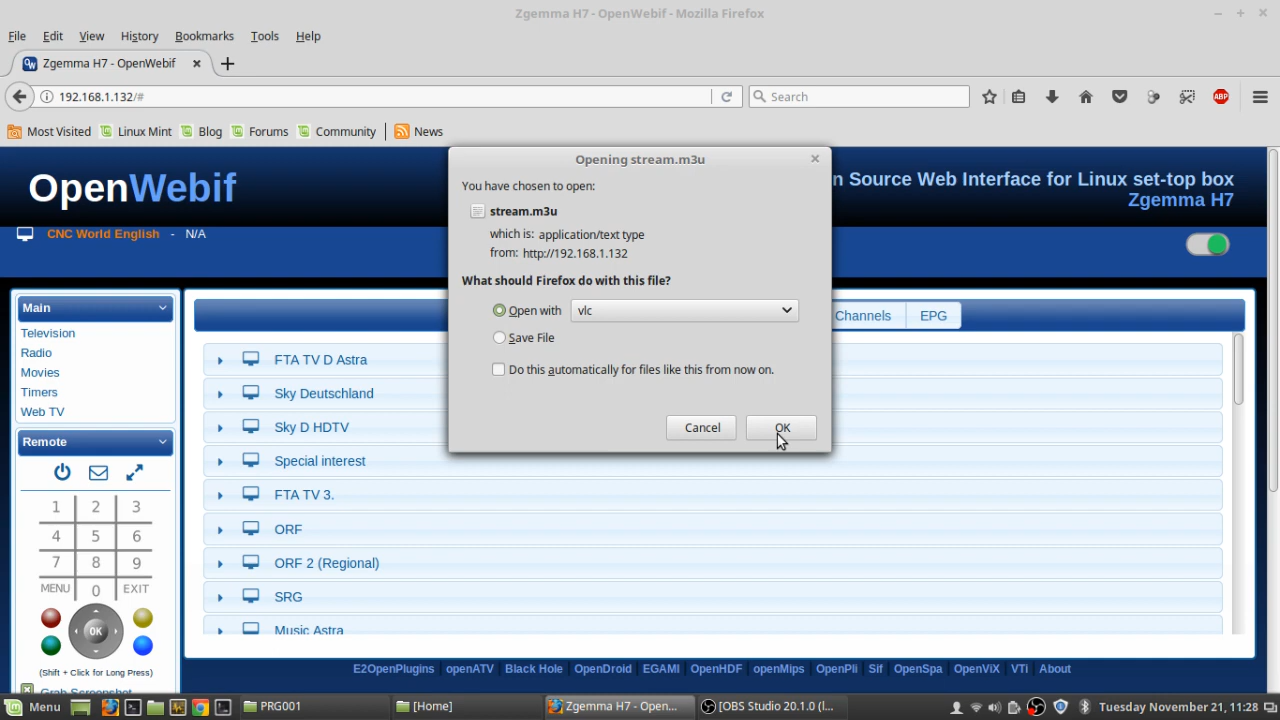 Zgemma H7 - OpenWebif - Mozilla Firefox
File Edit View History Bookmarks Tools Help
Zgemma H7 - OpenWebif
192.168.1.132/#
Search
ABP
Most Visited Linux Mint Blog Forums Community News
OpenWebif
n Source Web Interface for Linux set-top box
Zgemma H7
CNC World English - N/A
Opening stream.m3u
You have chosen to open:
stream.m3u
which is: application/text type
from: http://192.168.1.132
What should Firefox do with this file?
Open with vlc
Save File
Do this automatically for files like this from now on.
Cancel OK
Main
Television
Radio
Movies
Timers
Web TV
Remote
1 2 3
4 5 6
7 8 9
MENU 0 EXIT
OK
(Shift + Click for Long Press)
Grab Screenshot
Channels EPG
FTA TV D Astra
Sky Deutschland
Sky D HDTV
Special interest
FTA TV 3.
ORF
ORF 2 (Regional)
SRG
Music Astra
E2OpenPlugins | openATV | Black Hole | OpenDroid | EGAMI | OpenHDF | openMips | OpenPli | Sif | OpenSpa | OpenViX | VTi | About
Menu PRG001 [Home] Zgemma H7 - Open... [OBS Studio 20.1.0 (l... Tuesday November 21, 11:28